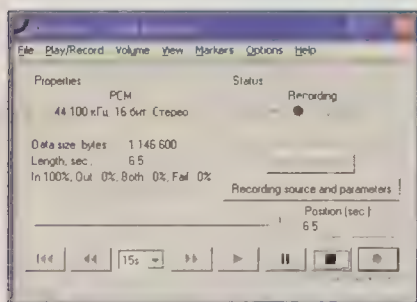 File Play/Record Volume View Markers Options Help
Properties
Status
PCM
Recording
44 100 кГц 16 бит Стерео
Data size bytes 1 146 600
Length, sec. 6 5
In 100%, Out 0%, Both 0%, Fail 0%
Recording source and parameters
Position (sec)
6 5
15s